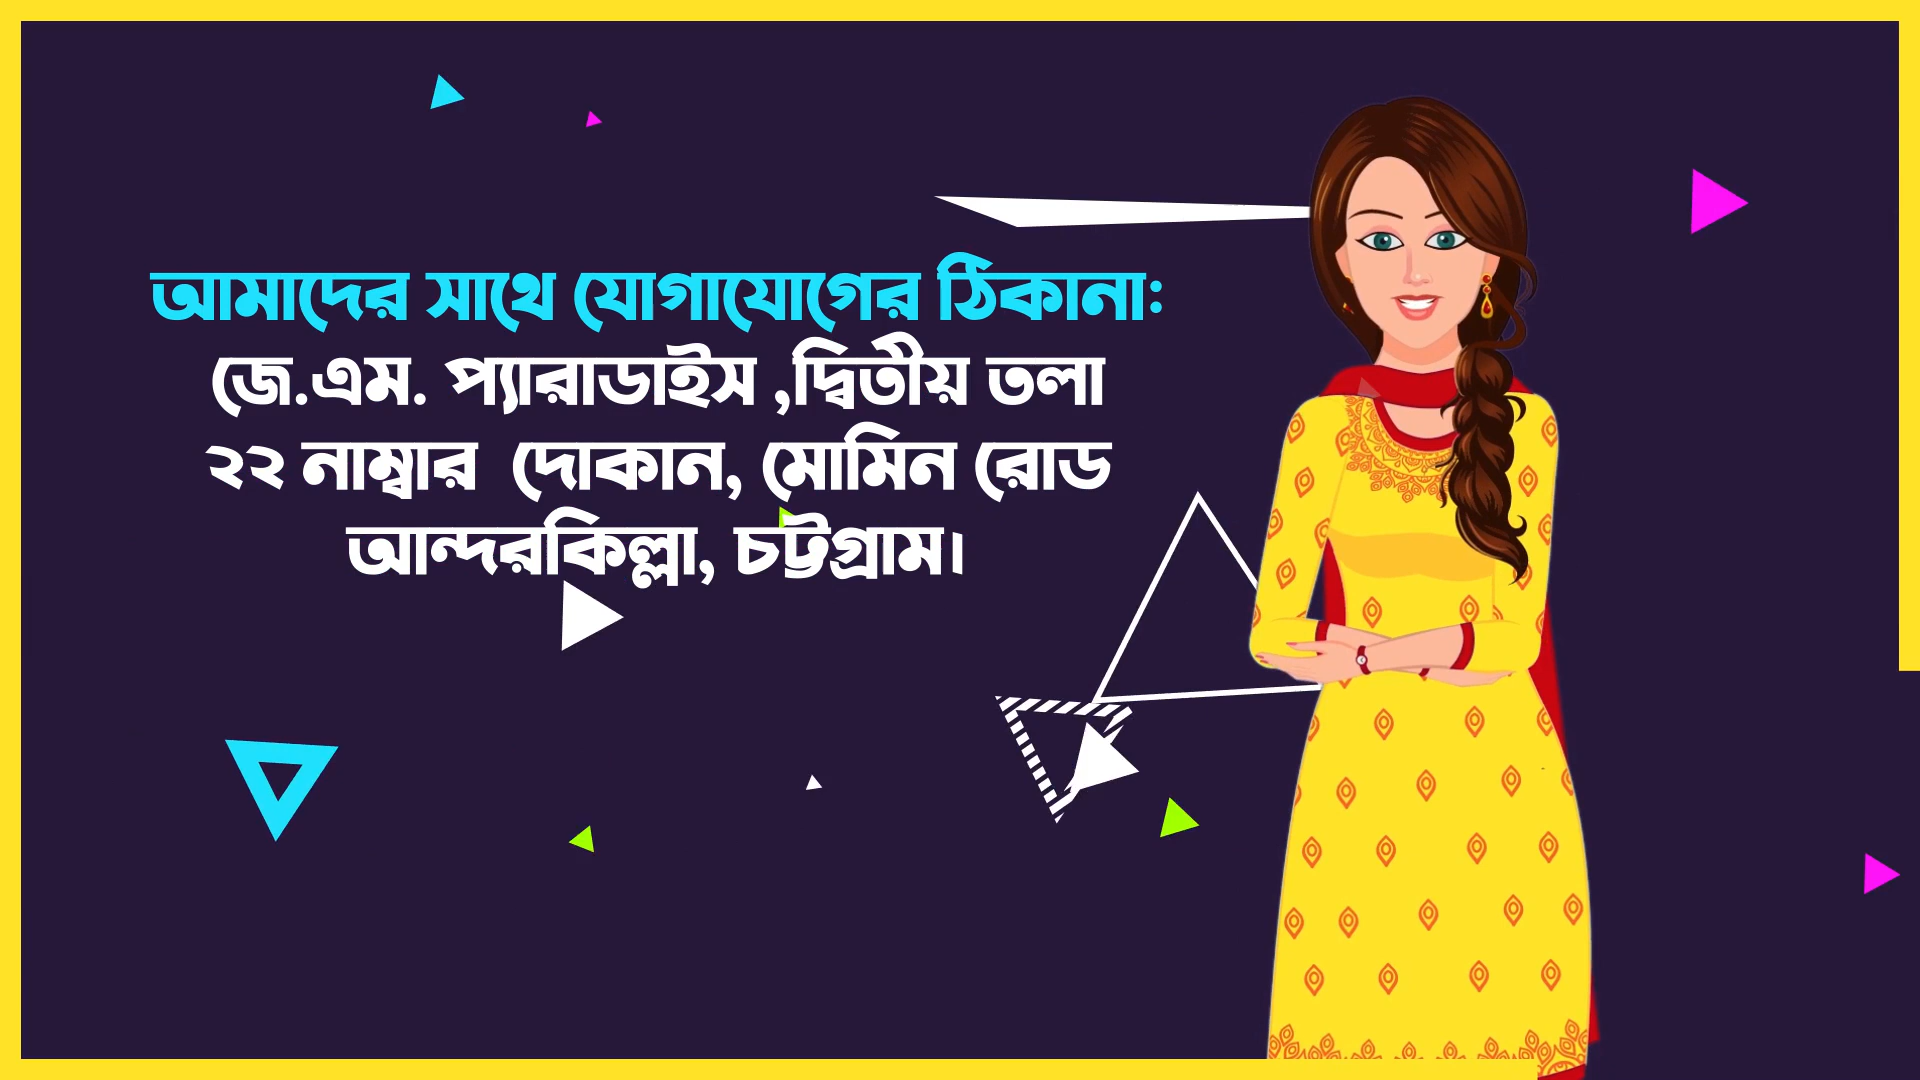 আমাদের সাথে যোগাযোগের ঠিকানাঃ
জে.এম. প্যারাডাইস ,দ্বিতীয় তলা
২২ নাম্বার  দোকান, মোমিন রোড
আন্দরকিল্লা, চট্টগ্রাম।